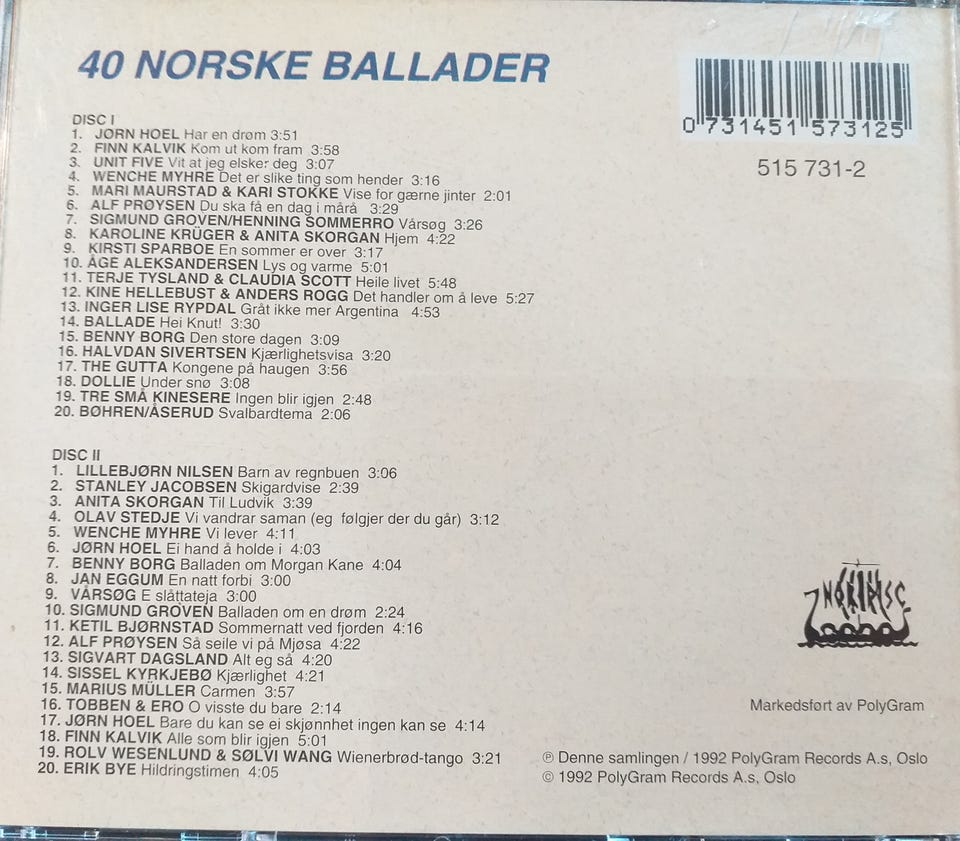 40 NORSKE BALLADER
0 731451 573125
515 731-2
DISC I
1. JØRN HOEL Har en drøm 3:51
2. FINN KALVIK Kom ut kom fram 3:58
3. UNIT FIVE Vit at jeg elsker deg 3:07
4. WENCHE MYHRE Det er slike ting som hender 3:16
5. MARI MAURSTAD & KARI STOKKE Vise for gærne jinter 2:01
6. ALF PRØYSEN Du ska få en dag i mårå 3:29
7. SIGMUND GROVEN/HENNING SOMMERRO Vårsøg 3:26
8. KAROLINE KRÜGER & ANITA SKORGAN Hjem 4:22
9. KIRSTI SPARBOE En sommer er over 3:17
10. ÅGE ALEKSANDERSEN Lys og varme 5:01
11. TERJE TYSLAND & CLAUDIA SCOTT Heile livet 5:48
12. KINE HELLEBUST & ANDERS ROGG Det handler om å leve 5:27
13. INGER LISE RYPDAL Gråt ikke mer Argentina 4:53
14. BALLADE Hei Knut! 3:30
15. BENNY BORG Den store dagen 3:09
16. HALVDAN SIVERTSEN Kjærlighetsvisa 3:20
17. THE GUTTA Kongene på haugen 3:56
18. DOLLIE Under snø 3:08
19. TRE SMÅ KINESERE Ingen blir igjen 2:48
20. BØHREN/ÅSERUD Svalbardtema 2:06
DISC II
1. LILLEBJØRN NILSEN Barn av regnbuen 3:06
2. STANLEY JACOBSEN Skigardvise 2:39
3. ANITA SKORGAN Til Ludvik 3:39
4. OLAV STEDJE Vi vandrar saman (eg følgjer der du går) 3:12
5. WENCHE MYHRE Vi lever 4:11
6. JØRN HOEL Ei hand å holde i 4:03
7. BENNY BORG Balladen om Morgan Kane 4:04
8. JAN EGGUM En natt forbi 3:00
9. VÅRSØG E slåttateja 3:00
10. SIGMUND GROVEN Balladen om en drøm 2:24
11. KETIL BJØRNSTAD Sommernatt ved fjorden 4:16
12. ALF PRØYSEN Så seile vi på Mjøsa 4:22
13. SIGVART DAGSLAND Alt eg så 4:20
14. SISSEL KYRKJEBØ Kjærlighet 4:21
15. MARIUS MÜLLER Carmen 3:57
16. TOBBEN & ERO O visste du bare 2:14
17. JØRN HOEL Bare du kan se ei skjønnhet ingen kan se 4:14
18. FINN KALVIK Alle som blir igjen 5:01
19. ROLV WESENLUND & SØLVI WANG Wienerbrød-tango 3:21
20. ERIK BYE Hildringstimen 4:05
NORDISC
Markedsført av PolyGram
℗ Denne samlingen / 1992 PolyGram Records A.s, Oslo
© 1992 PolyGram Records A.s, Oslo